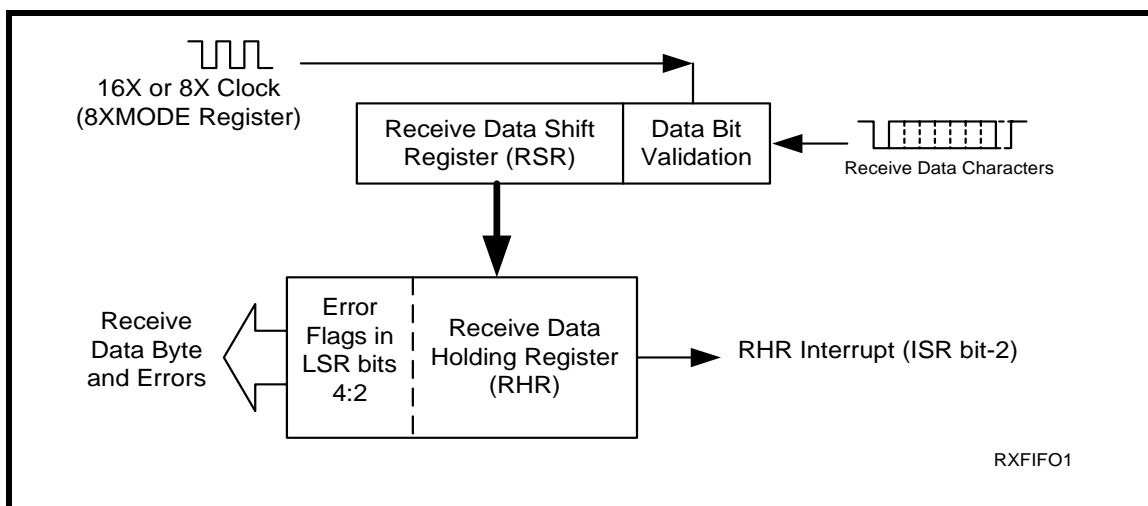 16X or 8X Clock
(8XMODE Register)
Receive Data Shift
Register (RSR)
Data Bit
Validation
Receive Data Characters
Receive
Data Byte
and Errors
Error
Flags in
LSR bits
4:2
Receive Data
Holding Register
(RHR)
RHR Interrupt (ISR bit-2)
RXFIFO1